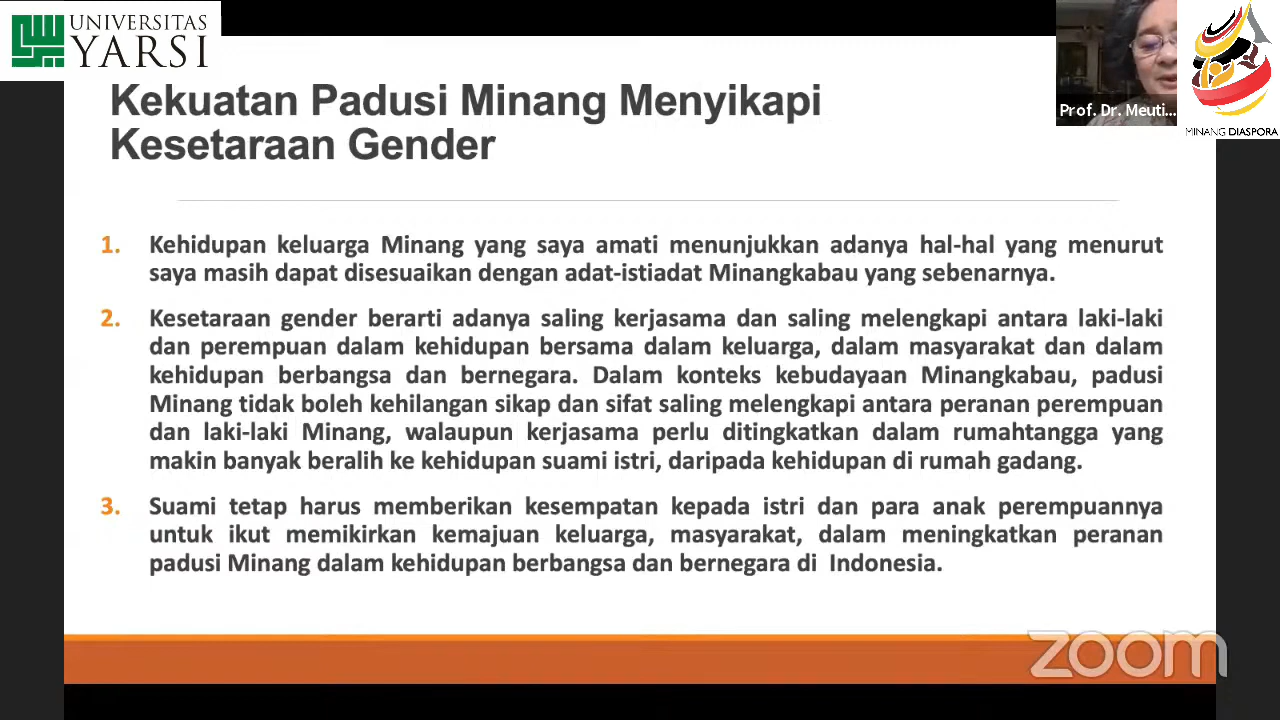 UNIVERSITAS
YARSI
Kekuatan Padusi Minang Menyikapi
Kesetaraan Gender
Prof. Dr. Meuti...
MINANG DIASPORA
1. Kehidupan keluarga Minang yang saya amati menunjukkan adanya hal-hal yang menurut
saya masih dapat disesuaikan dengan adat-istiadat Minangkabau yang sebenarnya.
2. Kesetaraan gender berarti adanya saling kerjasama dan saling melengkapi antara laki-laki
dan perempuan dalam kehidupan bersama dalam keluarga, dalam masyarakat dan dalam
kehidupan berbangsa dan bernegara. Dalam konteks kebudayaan Minangkabau, padusi
Minang tidak boleh kehilangan sikap dan sifat saling melengkapi antara peranan perempuan
dan laki-laki Minang, walaupun kerjasama perlu ditingkatkan dalam rumahtangga yang
makin banyak beralih ke kehidupan suami istri, daripada kehidupan di rumah gadang.
3. Suami tetap harus memberikan kesempatan kepada istri dan para anak perempuannya
untuk ikut memikirkan kemajuan keluarga, masyarakat, dalam meningkatkan peranan
padusi Minang dalam kehidupan berbangsa dan bernegara di Indonesia.
zoom